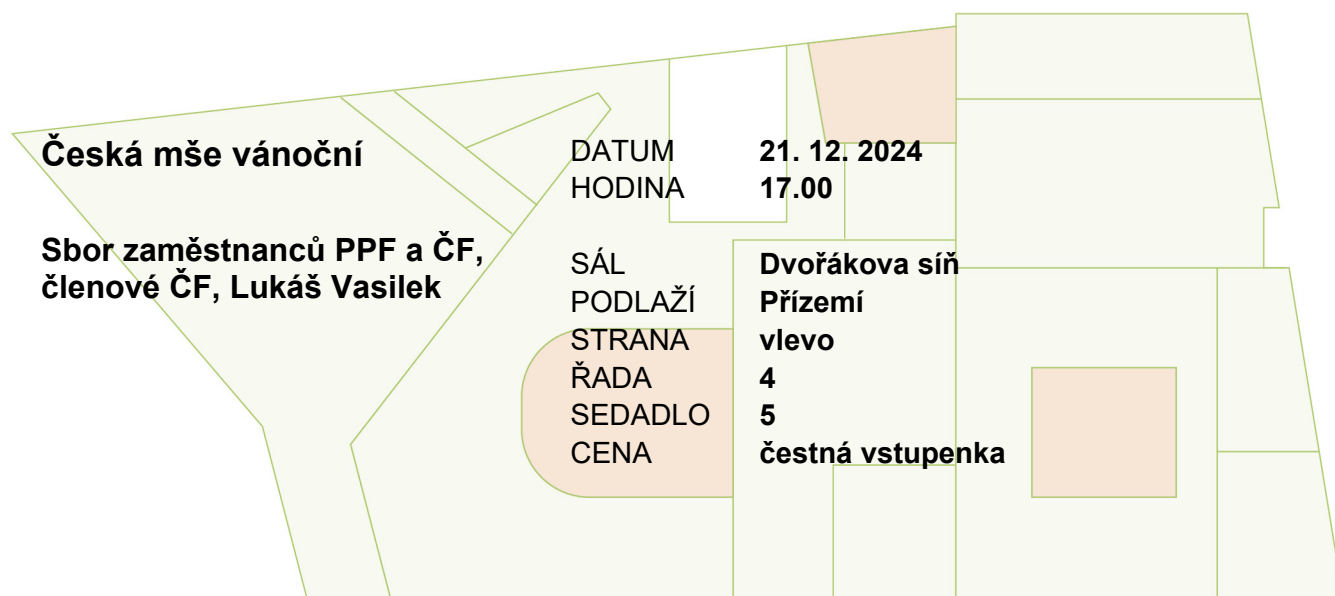 Česká mše vánoční
Sbor zaměstnanců PPF a ČF,
členové ČF, Lukáš Vasilek
DATUM 21. 12. 2024
HODINA 17.00
SÁL Dvořákova síň
PODLAŽÍ Přízemí
STRANA vlevo
ŘADA 4
SEDADLO 5
CENA čestná vstupenka